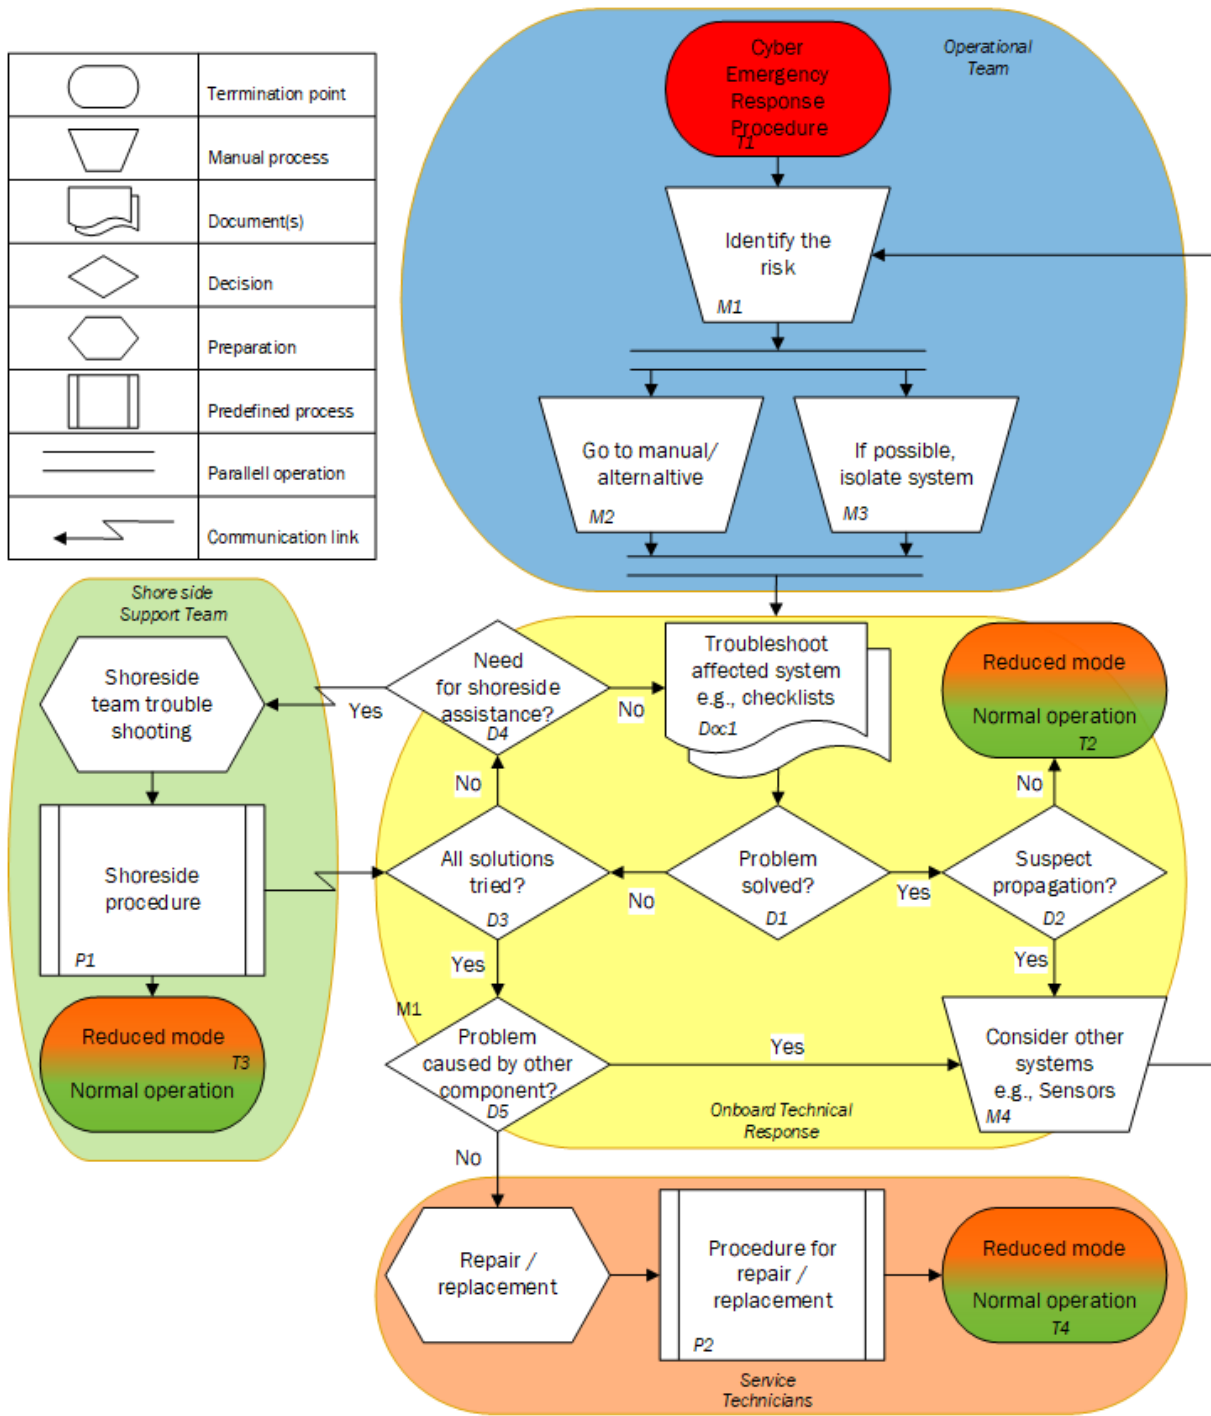 Terrmination point
Manual process
Document(s)
Decision
Preparation
Predefined process
Parallell operation
Communication link
Operational
Team
Cyber
Emergency
Response
Procedure
T1
Identify the
risk
M1
Go to manual/
alternaltive
M2
If possible,
isolate system
M3
Shore side
Support Team
Shoreside
team trouble
shooting
Yes
Need
for shoreside
assistance?
D4
No
Troubleshoot
affected system
e.g., checklists
Doc1
Reduced mode
Normal operation
T2
No
No
Shoreside
procedure
P1
All solutions
tried?
D3
No
Problem
solved?
D1
Yes
Suspect
propagation?
D2
Yes
Yes
M1
Reduced mode
T3
Normal operation
Problem
caused by other
component?
D5
Yes
Consider other
systems
e.g., Sensors
M4
Onboard Technical
Response
No
Repair /
replacement
Procedure for
repair /
replacement
P2
Reduced mode
Normal operation
T4
Service
Technicians